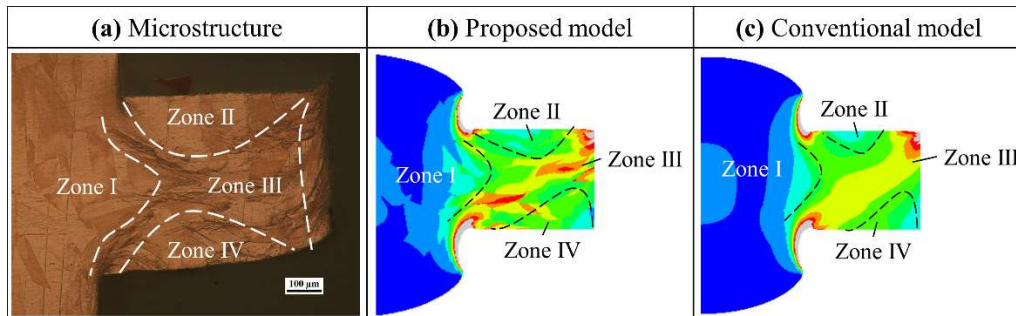 (a) Microstructure
(b) Proposed model
(c) Conventional model
Zone II
Zone I
Zone III
Zone IV
100 μm
Zone II
Zone I
Zone III
Zone IV
Zone II
Zone I
Zone III
Zone IV